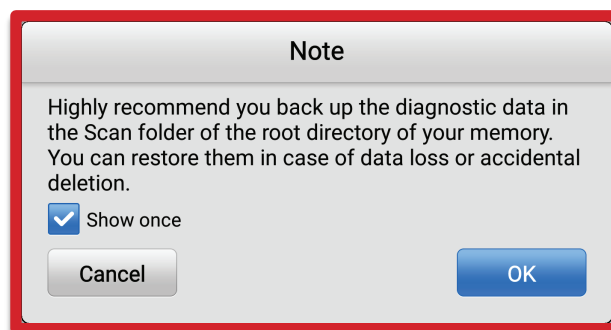 Note
Highly recommend you back up the diagnostic data in
the Scan folder of the root directory of your memory.
You can restore them in case of data loss or accidental
deletion.
Show once
Cancel
OK